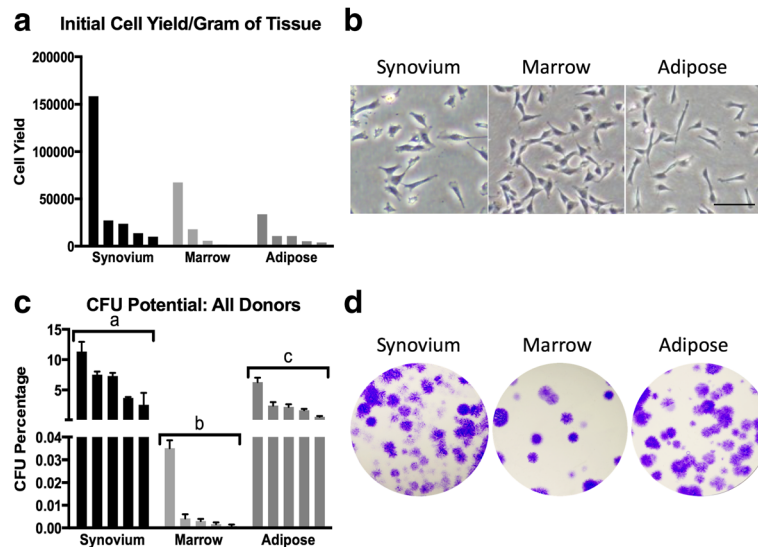 a
Initial Cell Yield/Gram of Tissue
Cell Yield
200000
150000
100000
50000
0
Synovium Marrow Adipose
b
Synovium Marrow Adipose
c
CFU Potential: All Donors
CFU Percentage
15
10
5
0.04
0.03
0.02
0.01
0.00
a
b
c
Synovium Marrow Adipose
d
Synovium Marrow Adipose